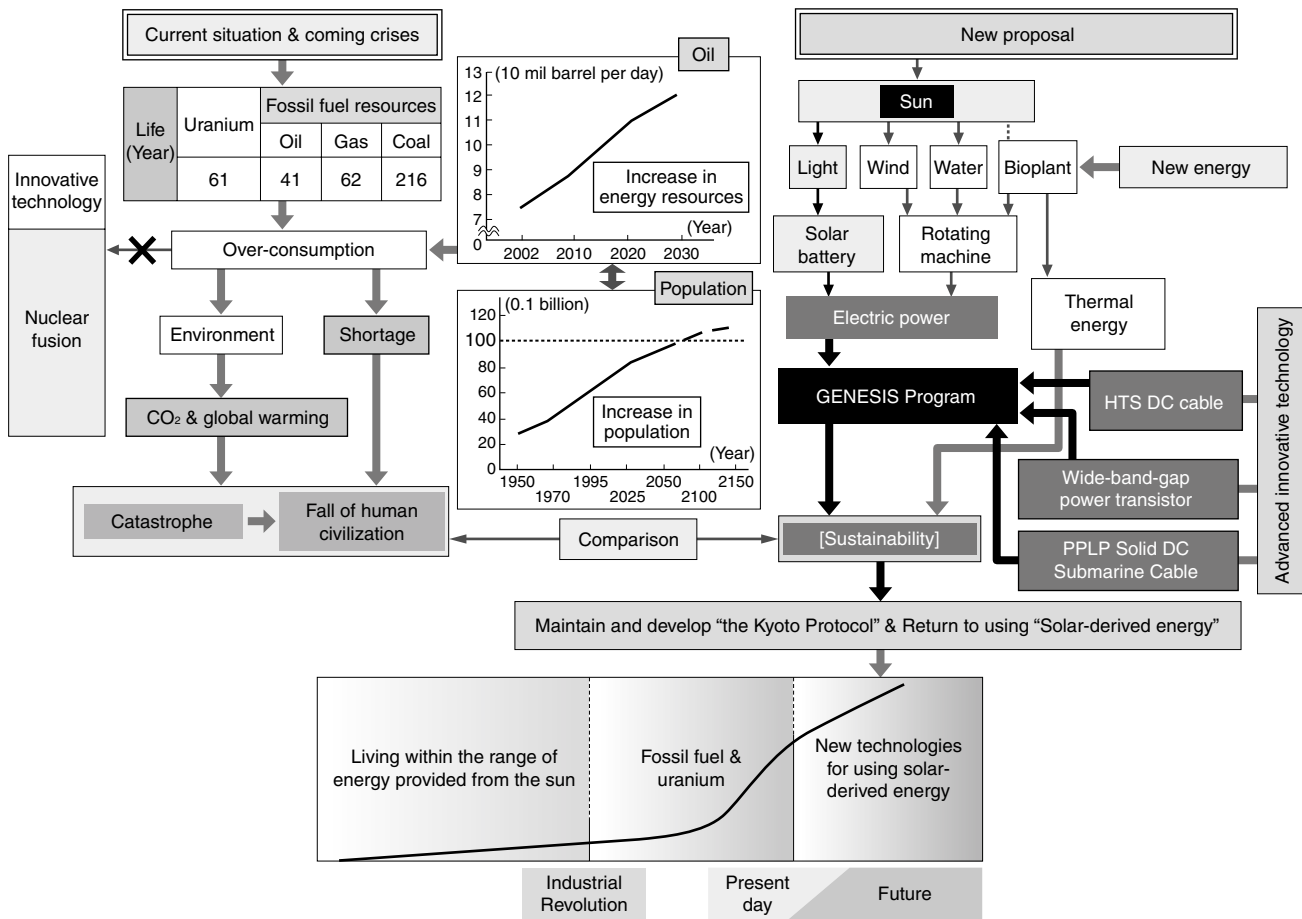 Current situation & coming crises
Life
(Year)
Uranium
Fossil fuel resources
Oil
Gas
Coal
61
41
62
216
Innovative
technology
Nuclear
fusion
Over-consumption
Environment
Shortage
CO₂ & global warming
Catastrophe
Fall of human
civilization
Oil
(10 mil barrel per day)
13
12
11
10
9
8
7
0
2002
2010
2020
2030
(Year)
Increase in
energy resources
Population
(0.1 billion)
120
100
80
60
40
20
0
1950
1970
1995
2025
2050
2100
2150
(Year)
Increase in
population
Comparison
New proposal
Sun
Light
Wind
Water
Bioplant
New energy
Solar
battery
Rotating
machine
Electric power
Thermal
energy
GENESIS Program
HTS DC cable
Wide-band-gap
power transistor
PPLP Solid DC
Submarine Cable
Advanced innovative technology
[Sustainability]
Maintain and develop “the Kyoto Protocol” & Return to using “Solar-derived energy”
Living within the range of
energy provided from the sun
Fossil fuel &
uranium
New technologies
for using solar-
derived energy
Industrial
Revolution
Present
day
Future